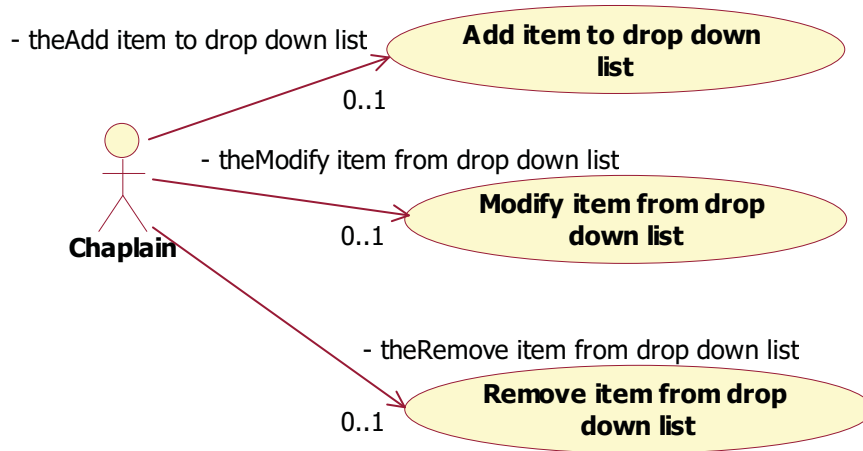 - theAdd item to drop down list
Add item to drop down
list
0..1
- theModify item from drop down list
Modify item from drop
down list
0..1
Chaplain
- theRemove item from drop down list
Remove item from drop
down list
0..1